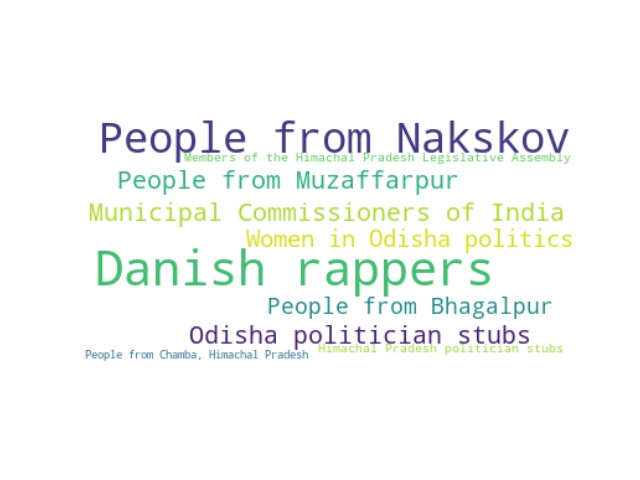 People from Nakskov
Members of the Himachal Pradesh Legislative Assembly
People from Muzaffarpur
Municipal Commissioners of India
Women in Odisha politics
Danish rappers
People from Bhagalpur
Odisha politician stubs
Himachal Pradesh politician stubs
People from Chamba, Himachal Pradesh